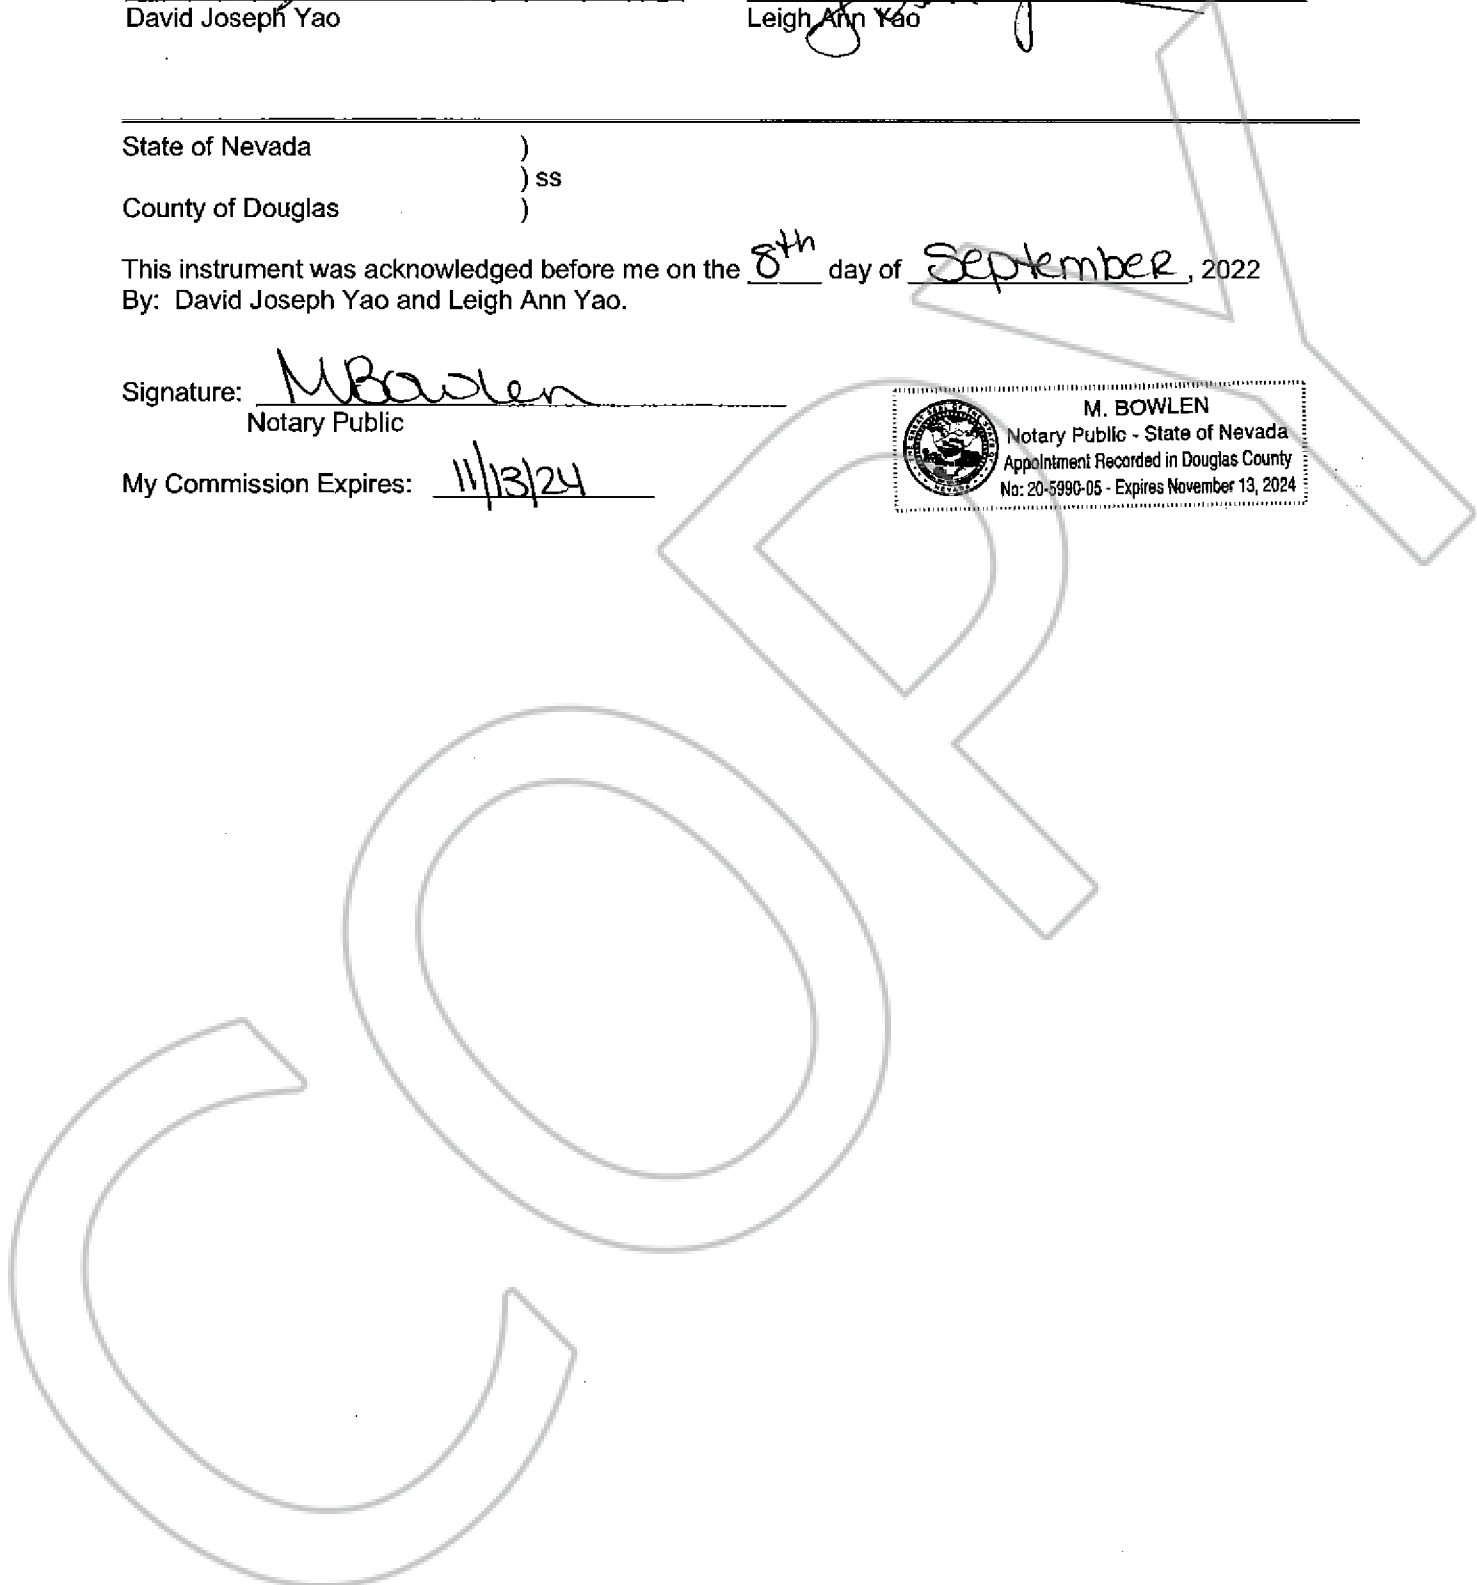 David Joseph Yao Leigh Ann Yao
State of Nevada )
) ss
County of Douglas )
This instrument was acknowledged before me on the 8th day of September, 2022
By: David Joseph Yao and Leigh Ann Yao.
Signature: MBowlen
Notary Public
My Commission Expires: 11/13/24
M. BOWLEN
Notary Public - State of Nevada
Appointment Recorded in Douglas County
No: 20-5990-05 - Expires November 13, 2024
COPY